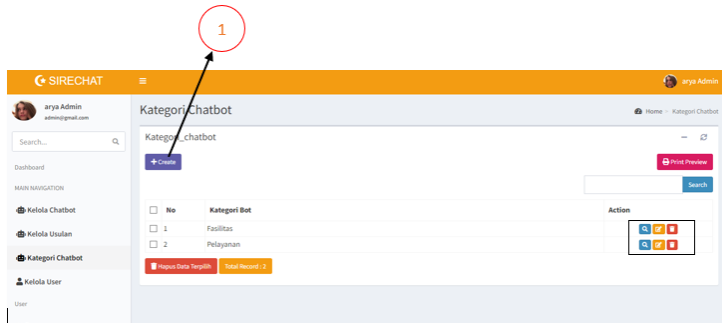 1
SIRECHAT
arya Admin
arya Admin
admin@gmail.com
Search...
Dashboard
MAIN NAVIGATION
Kelola Chatbot
Kelola Usulan
Kategori Chatbot
Kelola User
User
Kategori Chatbot
Home > Kategori Chatbot
Kategori_chatbot
+ Create
Print Preview
Search
No Kategori Bot Action
1 Fasilitas
2 Pelayanan
Hapus Data Terpilih Total Record : 2